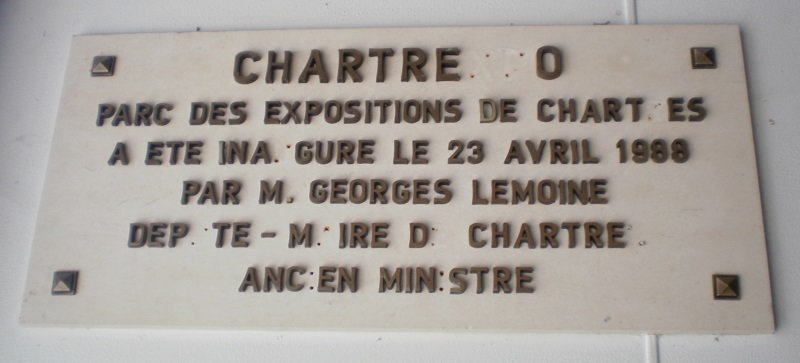 CHARTRE O
PARC DES EXPOSITIONS DE CHART ES
A ETE INA GURE LE 23 AVRIL 1988
PAR M. GEORGES LEMOINE
DEP TE - M IRE D CHARTRE
ANC EN MIN STRE